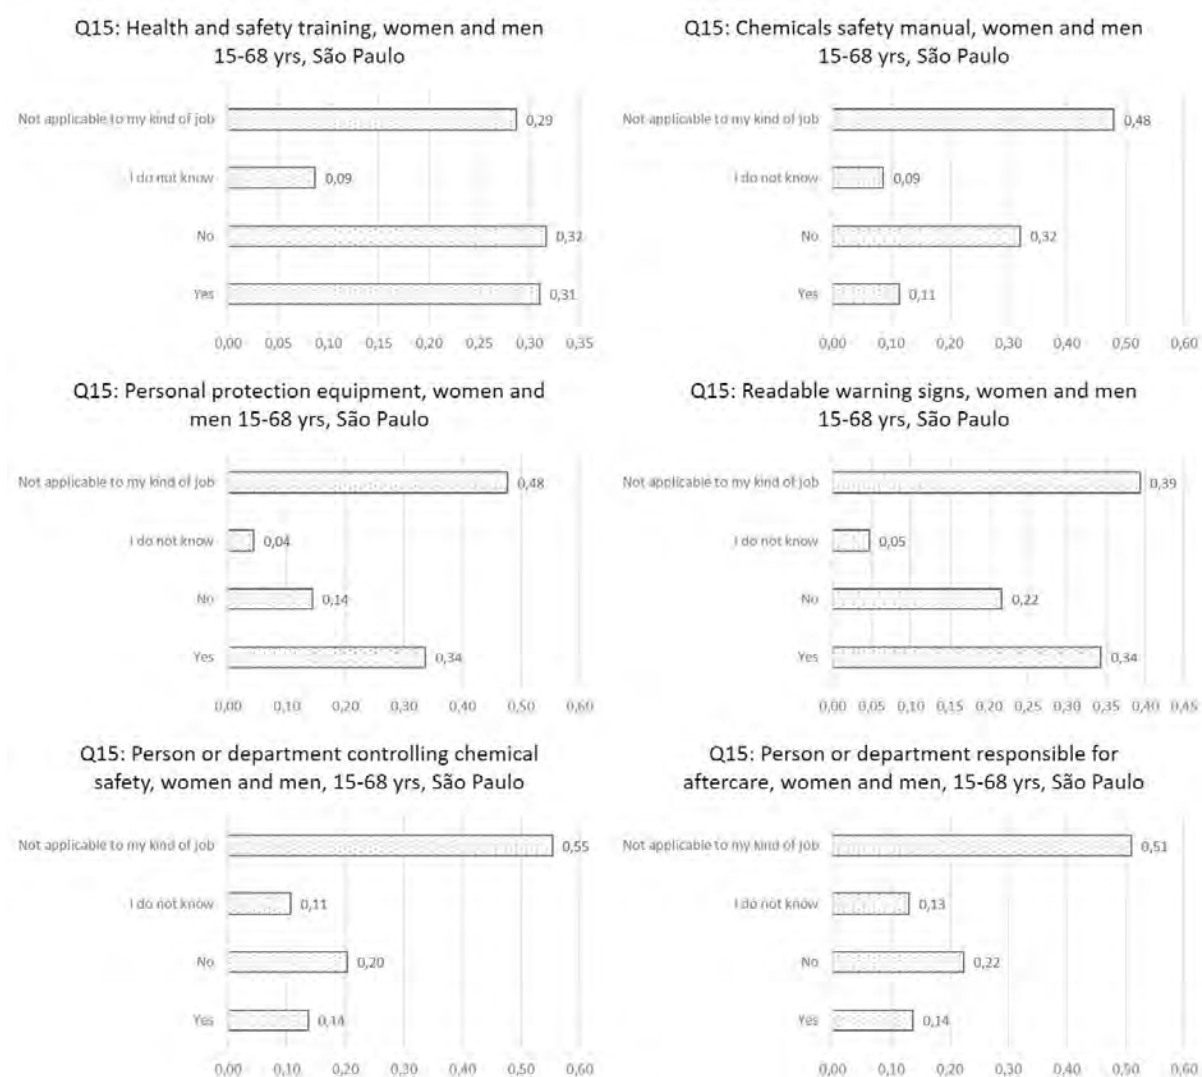 Q15: Health and safety training, women and men
15-68 yrs, São Paulo
Not applicable to my kind of job
0,29
I do not know
0,09
No
0,32
Yes
0,31
0,00 0,05 0,10 0,15 0,20 0,25 0,30 0,35
Q15: Chemicals safety manual, women and men
15-68 yrs, São Paulo
Not applicable to my kind of job
0,48
I do not know
0,09
No
0,32
Yes
0,11
0,00 0,10 0,20 0,30 0,40 0,50 0,60
Q15: Personal protection equipment, women and
men 15-68 yrs, São Paulo
Not applicable to my kind of job
0,48
I do not know
0,04
No
0,14
Yes
0,34
0,00 0,10 0,20 0,30 0,40 0,50 0,60
Q15: Readable warning signs, women and men
15-68 yrs, São Paulo
Not applicable to my kind of job
0,39
I do not know
0,05
No
0,22
Yes
0,34
0,00 0,05 0,10 0,15 0,20 0,25 0,30 0,35 0,40 0,45
Q15: Person or department controlling chemical
safety, women and men, 15-68 yrs, São Paulo
Not applicable to my kind of job
0,55
I do not know
0,11
No
0,20
Yes
0,14
0,00 0,10 0,20 0,30 0,40 0,50 0,60
Q15: Person or department responsible for
aftercare, women and men, 15-68 yrs, São Paulo
Not applicable to my kind of job
0,51
I do not know
0,13
No
0,22
Yes
0,14
0,00 0,10 0,20 0,30 0,40 0,50 0,60